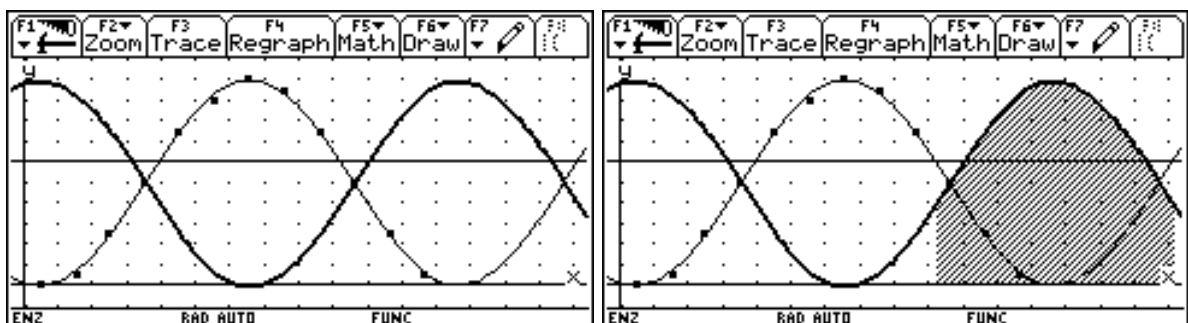 F1 F2 F3 F4 F5 F6 F7
Zoom Trace Regraph Math Draw
y
x
ENZ RAD AUTO FUNC
F1 F2 F3 F4 F5 F6 F7
Zoom Trace Regraph Math Draw
y
x
ENZ RAD AUTO FUNC